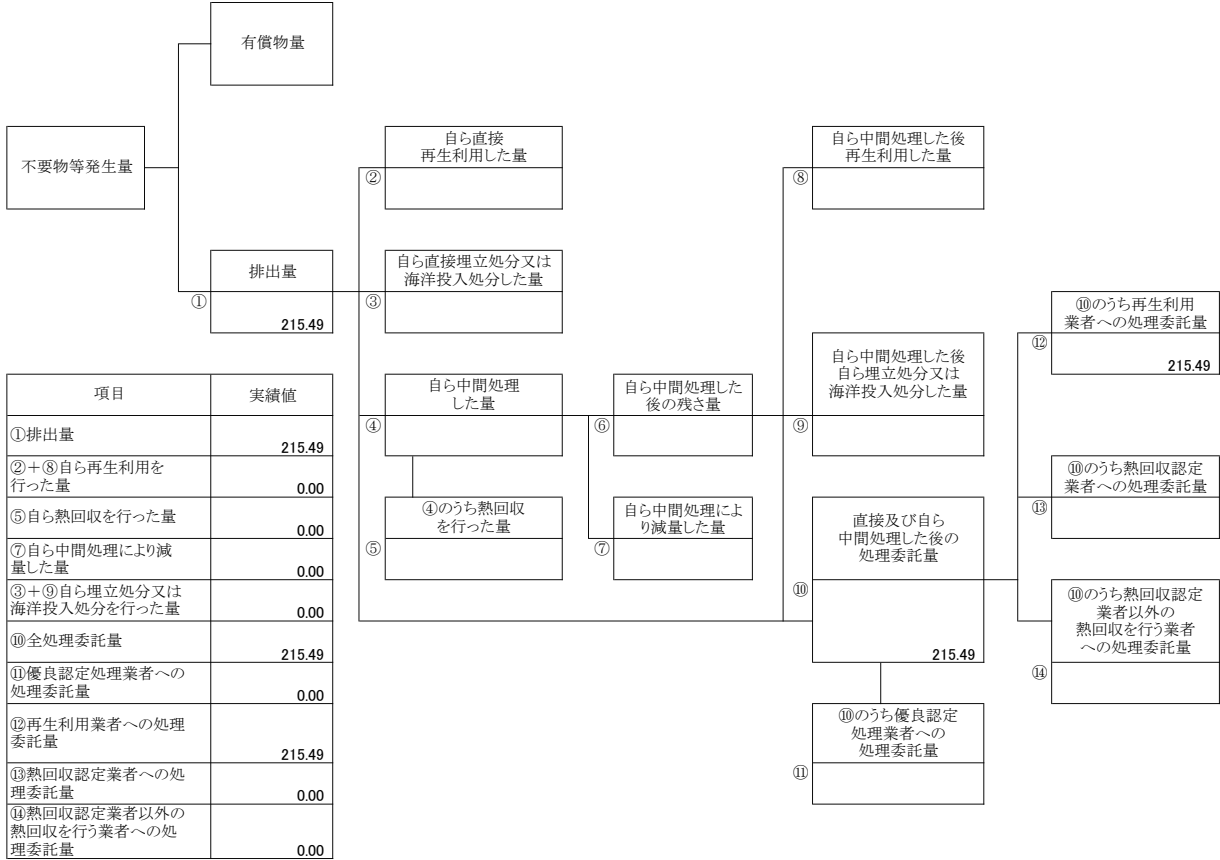 有償物量
不要物等発生量
自ら直接
再生利用した量
②
自ら中間処理した後
再生利用した量
⑧
排出量
①
215.49
自ら直接埋立処分又は
海洋投入処分した量
③
⑩のうち再生利用
業者への処理委託量
⑫
215.49
自ら中間処理
した量
④
自ら中間処理した
後の残さ量
⑥
自ら中間処理した後
自ら埋立処分又は
海洋投入処分した量
⑨
⑩のうち熱回収認定
業者への処理委託量
⑬
④のうち熱回収
を行った量
⑤
自ら中間処理によ
り減量した量
⑦
直接及び自ら
中間処理した後の
処理委託量
⑩
215.49
⑩のうち熱回収認定
業者以外の
熱回収を行う業者
への処理委託量
⑭
⑩のうち優良認定
処理業者への
処理委託量
⑪
項目 実績値
①排出量
215.49
②+⑧自ら再生利用を
行った量
0.00
⑤自ら熱回収を行った量
0.00
⑦自ら中間処理により減
量した量
0.00
③+⑨自ら埋立処分又は
海洋投入処分を行った量
0.00
⑩全処理委託量
215.49
⑪優良認定処理業者への
処理委託量
0.00
⑫再生利用業者への処理
委託量
215.49
⑬熱回収認定業者への処
理委託量
0.00
⑭熱回収認定業者以外の
熱回収を行う業者への処
理委託量
0.00